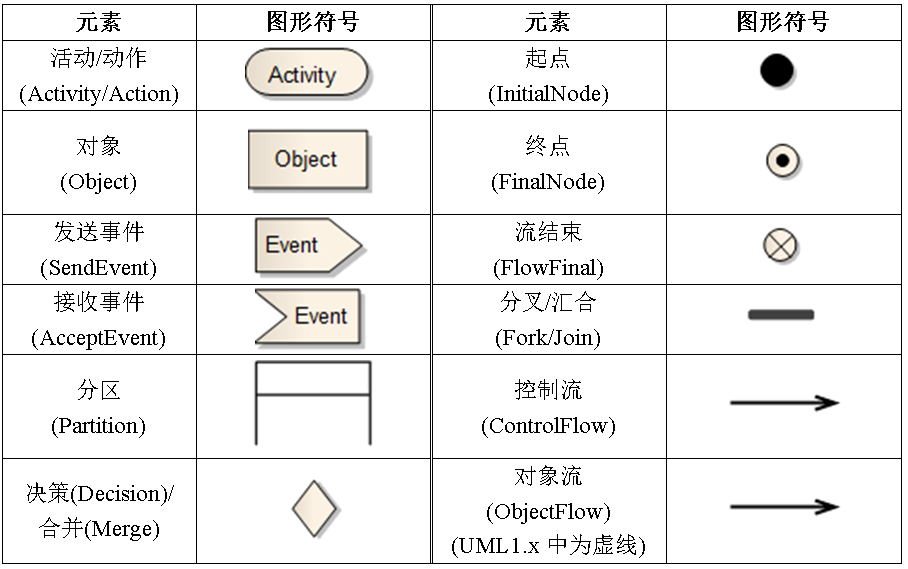 元素 图形符号 元素 图形符号
活动/动作
(Activity/Action)
Activity
起点
(InitialNode)
对象
(Object)
Object
终点
(FinalNode)
发送事件
(SendEvent)
Event
流结束
(FlowFinal)
接收事件
(AcceptEvent)
Event
分叉/汇合
(Fork/Join)
分区
(Partition)
控制流
(ControlFlow)
决策(Decision)/
合并(Merge)
对象流
(ObjectFlow)
(UML1.x 中为虚线)